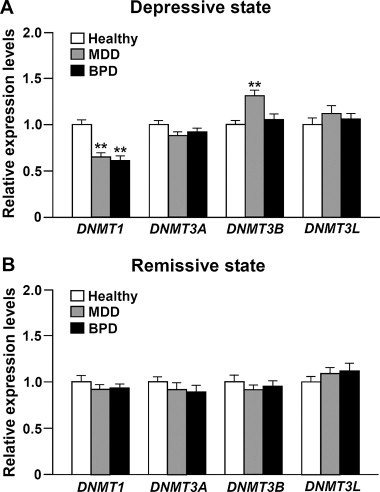 A
Depressive state
Relative expression levels
2.0
1.5
1.0
0.5
0
Healthy
MDD
BPD
** **
**
DNMT1 DNMT3A DNMT3B DNMT3L
B
Remissive state
Relative expression levels
2.0
1.5
1.0
0.5
0
Healthy
MDD
BPD
DNMT1 DNMT3A DNMT3B DNMT3L